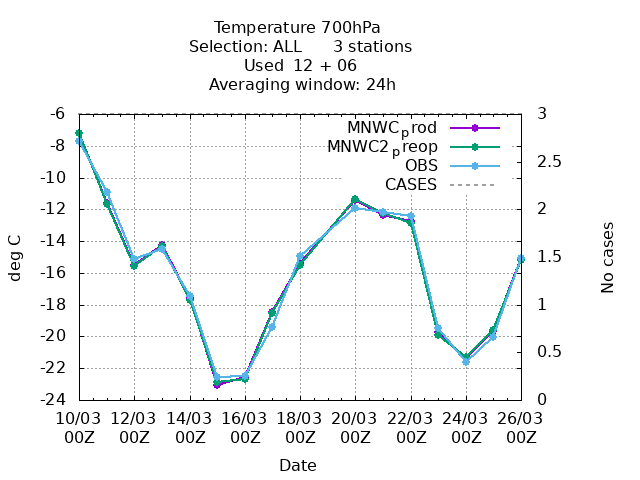 Temperature 700hPa
Selection: ALL      3 stations
Used  12 + 06
Averaging window: 24h
-6
-8
-10
-12
-14
-16
-18
-20
-22
-24
deg C
3
2.5
2
1.5
1
0.5
0
No cases
MNWCprod
MNWC2preop
OBS
CASES
10/03 12/03 14/03 16/03 18/03 20/03 22/03 24/03 26/03
00Z 00Z 00Z 00Z 00Z 00Z 00Z 00Z 00Z
Date